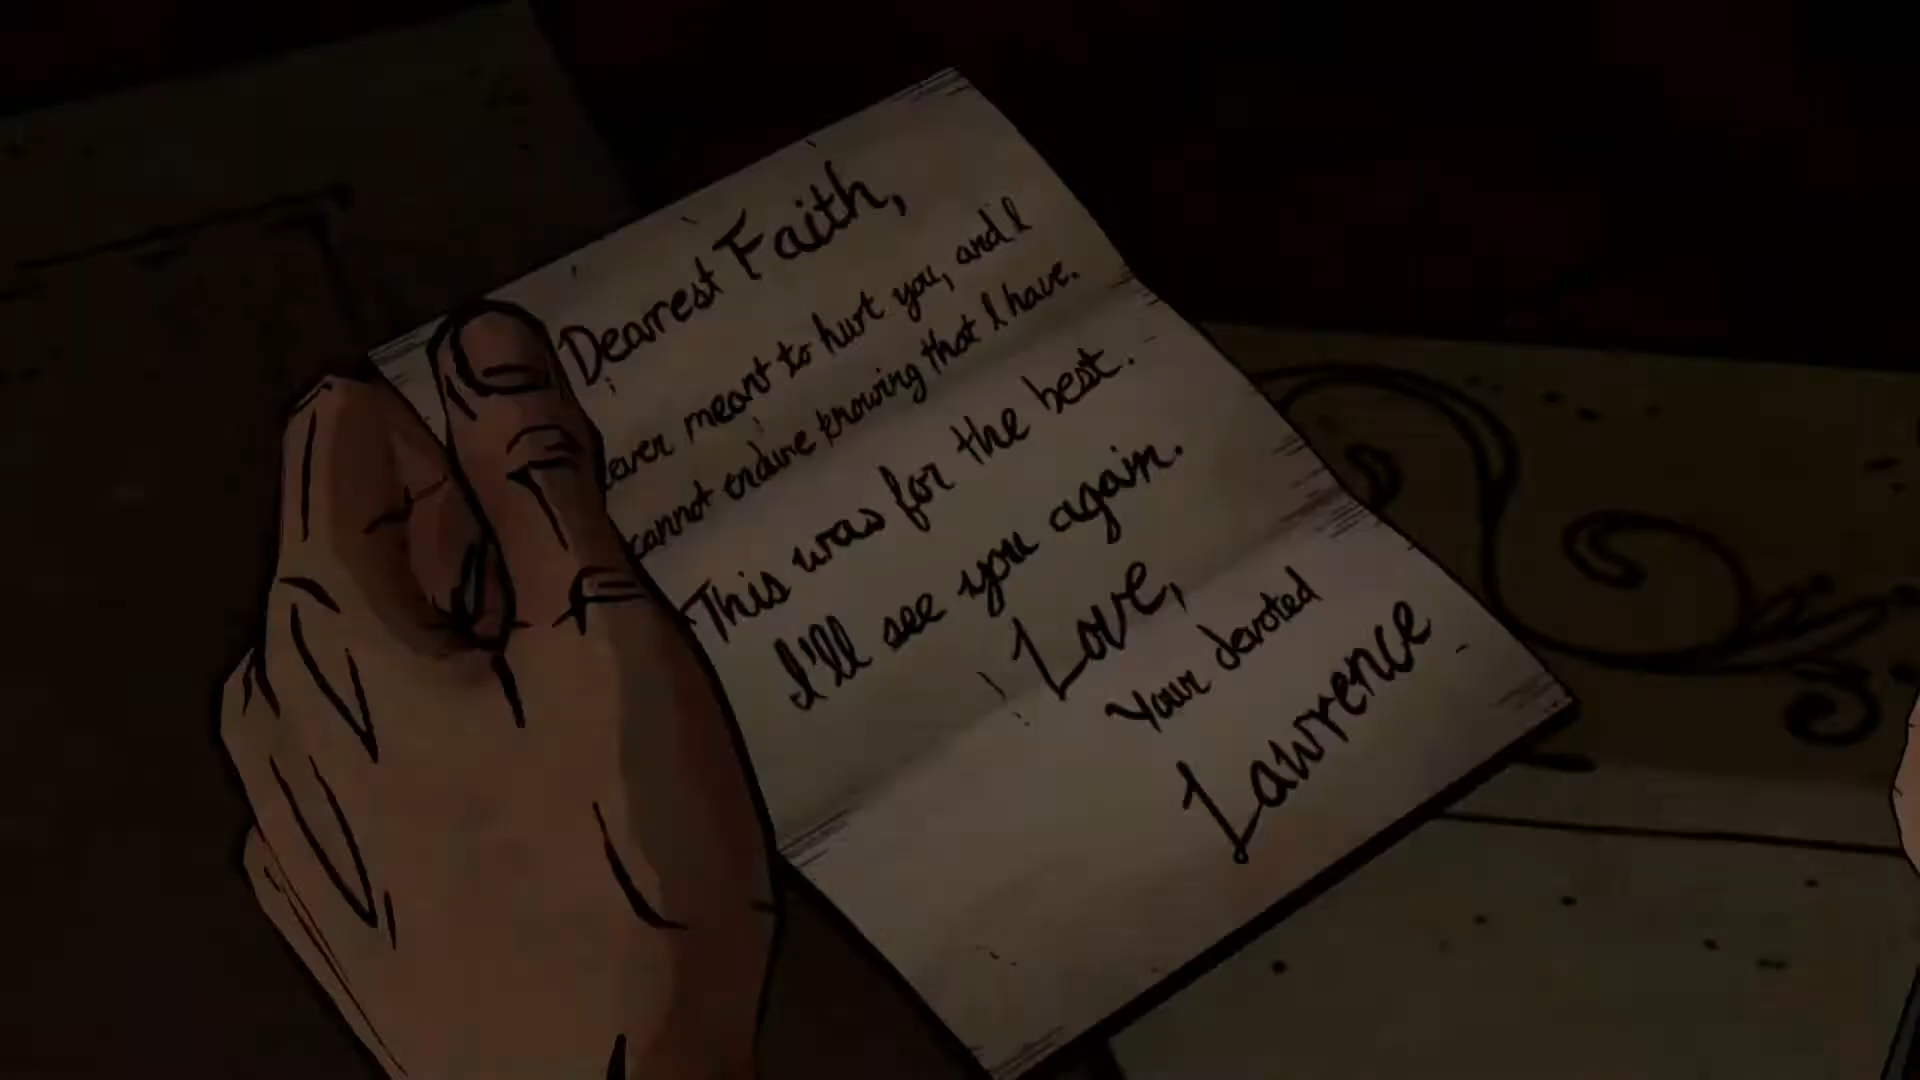 Dearest Faith,
ever meant to hurt you, and I
cannot endure knowing that I have.
This was for the best.
I'll see you again.
Love,
Your devoted
Lawrence